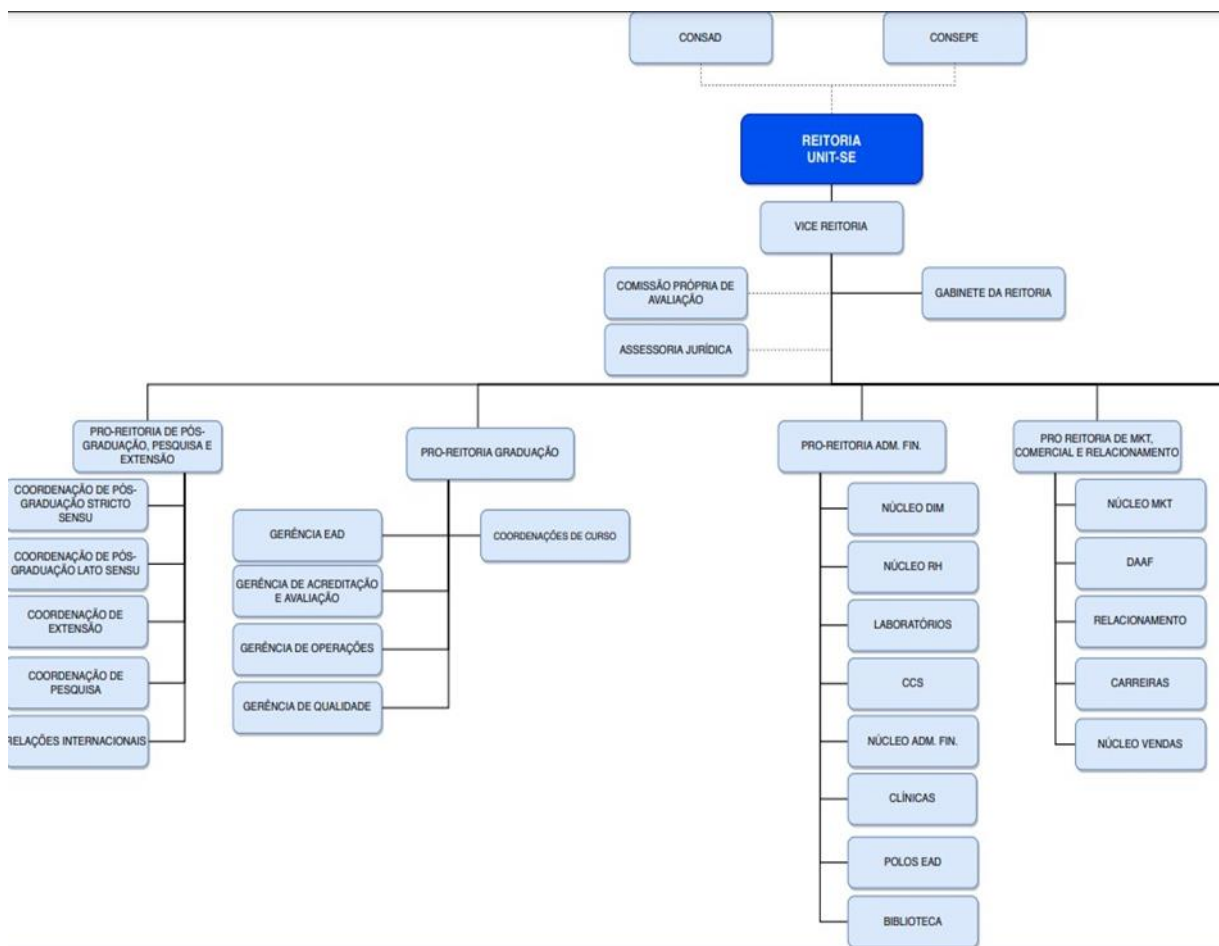 CONSAD
CONSEPE
REITORIA
UNIT-SE
VICE REITORIA
COMISSÃO PRÓPRIA DE
AVALIAÇÃO
GABINETE DA REITORIA
ASSESSORIA JURÍDICA
PRO-REITORIA DE PÓS-
GRADUAÇÃO, PESQUISA E
EXTENSÃO
COORDENAÇÃO DE PÓS-
GRADUAÇÃO STRICTO
SENSU
COORDENAÇÃO DE PÓS-
GRADUAÇÃO LATO SENSU
COORDENAÇÃO DE
EXTENSÃO
COORDENAÇÃO DE
PESQUISA
RELAÇÕES INTERNACIONAIS
PRO-REITORIA GRADUAÇÃO
GERÊNCIA EAD
COORDENAÇÕES DE CURSO
GERÊNCIA DE ACREDITAÇÃO
E AVALIAÇÃO
GERÊNCIA DE OPERAÇÕES
GERÊNCIA DE QUALIDADE
PRO-REITORIA ADM. FIN.
NÚCLEO DIM
NÚCLEO RH
LABORATÓRIOS
CCS
NÚCLEO ADM. FIN.
CLÍNICAS
POLOS EAD
BIBLIOTECA
PRO REITORIA DE MKT,
COMERCIAL E RELACIONAMENTO
NÚCLEO MKT
DAAF
RELACIONAMENTO
CARREIRAS
NÚCLEO VENDAS